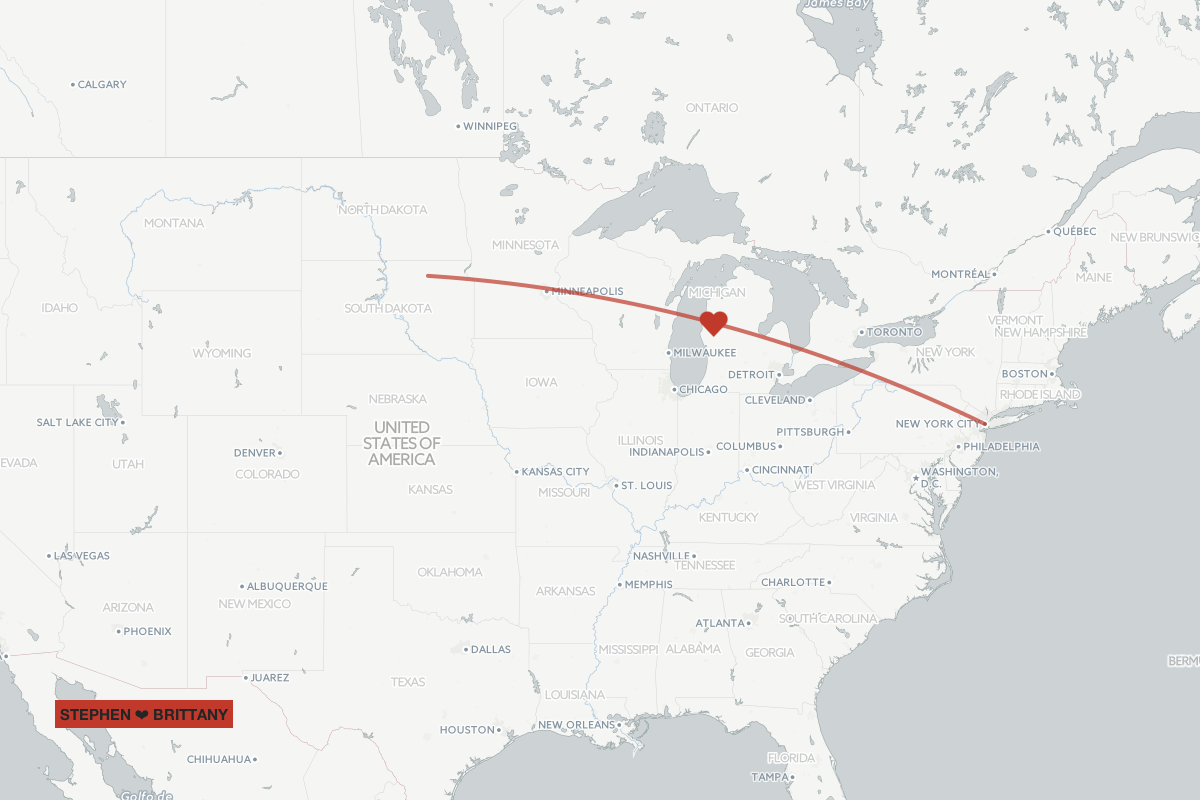 James Bay
CALGARY
ONTARIO
WINNIPEG
NORTH DAKOTA
MONTANA
QUÉBEC
NEW BRUNSWIC
MINNESOTA
MONTRÉAL
MAINE
MINNEAPOLIS
MICHIGAN
IDAHO
SOUTH DAKOTA
VERMONT
NEW HAMPSHIRE
TORONTO
WYOMING
MILWAUKEE
NEW YORK
DETROIT
BOSTON
IOWA
CHICAGO
RHODE ISLAND
NEBRASKA
CLEVELAND
SALT LAKE CITY
NEW YORK CITY
UNITED
STATES OF
AMERICA
PITTSBURGH
ILLINOIS
COLUMBUS
PHILADELPHIA
DENVER
INDIANAPOLIS
EVADA
UTAH
COLORADO
KANSAS CITY
CINCINNATI
WASHINGTON,
D.C.
ST. LOUIS
WEST VIRGINIA
KANSAS
MISSOURI
KENTUCKY
VIRGINIA
LAS VEGAS
NASHVILLE
TENNESSEE
OKLAHOMA
ALBUQUERQUE
MEMPHIS
CHARLOTTE
ARKANSAS
ARIZONA
NEW MEXICO
SOUTH CAROLINA
ATLANTA
PHOENIX
DALLAS
MISSISSIPPI
ALABAMA
GEORGIA
BERMU
JUAREZ
TEXAS
LOUISIANA
STEPHEN ❤ BRITTANY
NEW ORLEANS
HOUSTON
CHIHUAHUA
FLORIDA
TAMPA
Golfo de